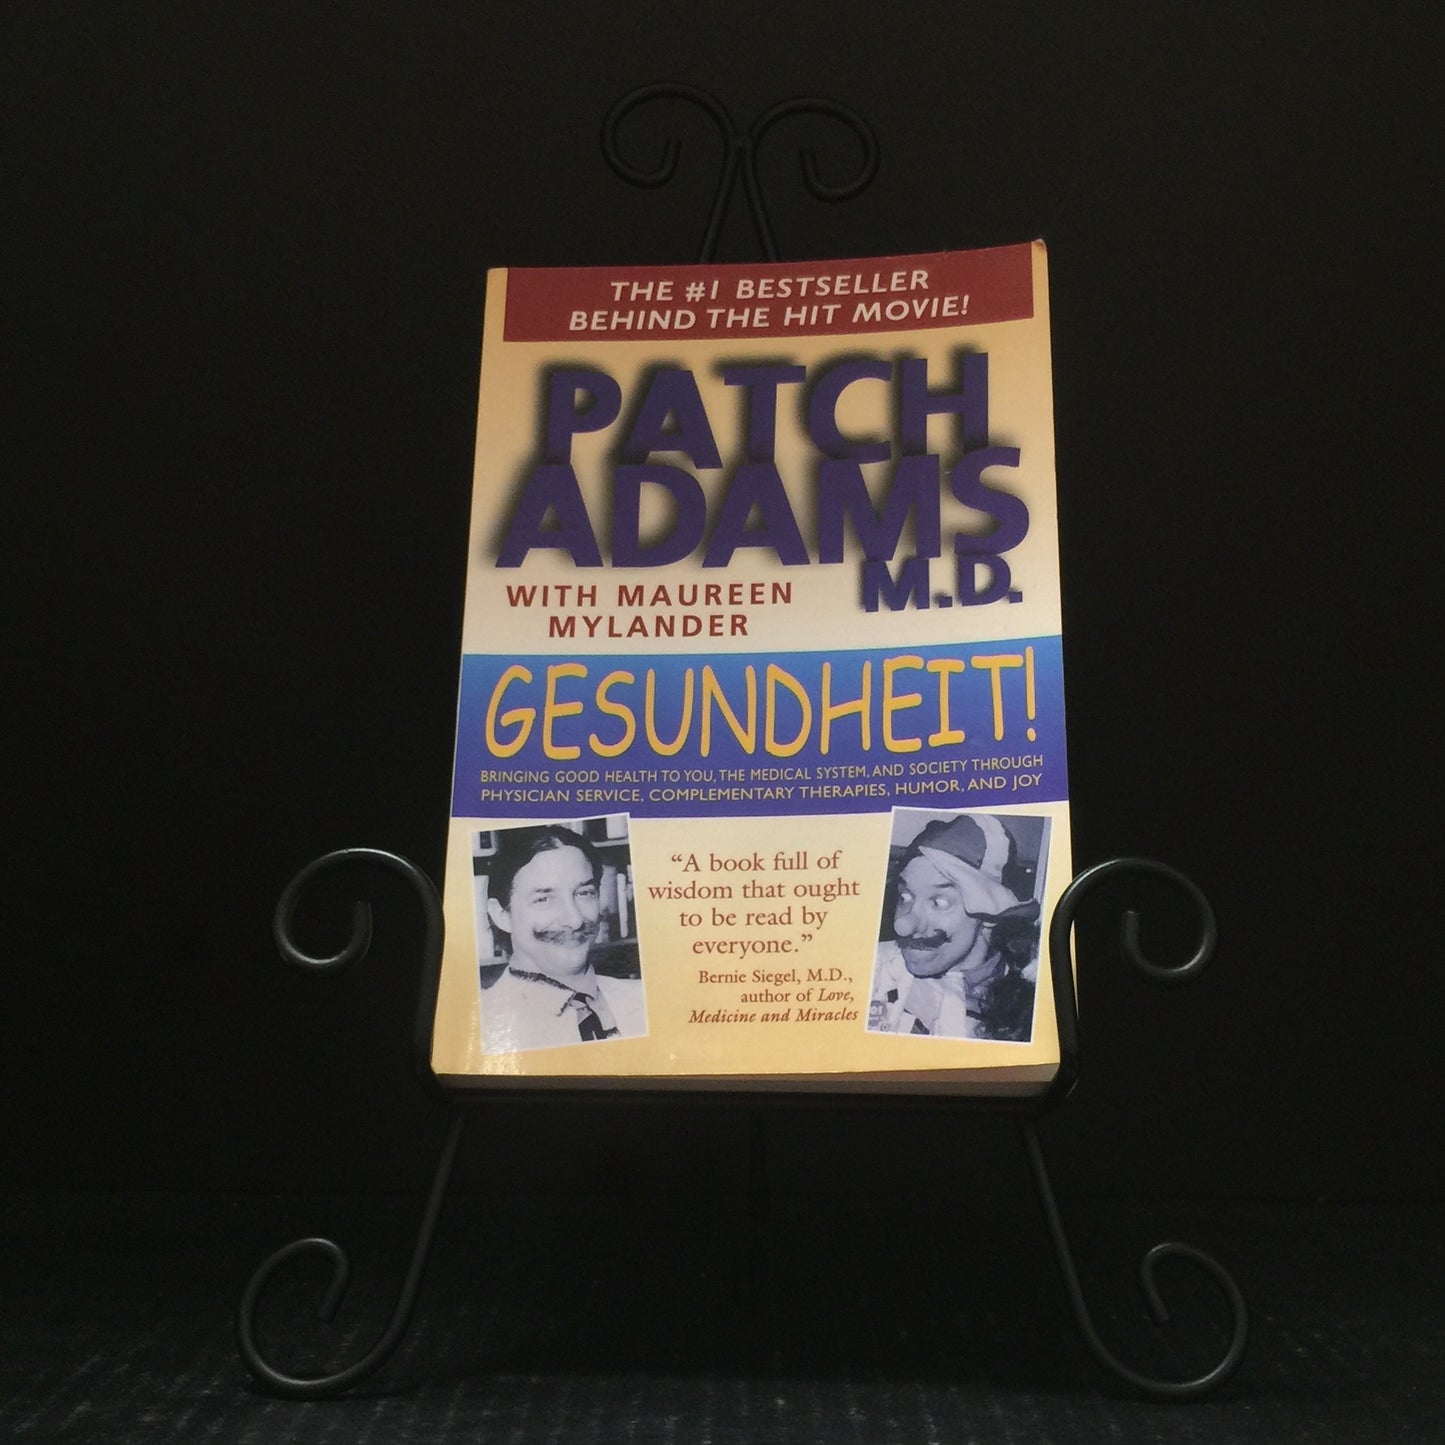 THE #1 BESTSELLER
BEHIND THE HIT MOVIE!
PATCH
ADAMS
M.D.
WITH MAUREEN
MYLANDER
GESUNDHEIT!
BRINGING GOOD HEALTH TO YOU, THE MEDICAL SYSTEM, AND SOCIETY THROUGH
PHYSICIAN SERVICE, COMPLEMENTARY THERAPIES, HUMOR, AND JOY
“A book full of
wisdom that ought
to be read by
everyone.”
Bernie Siegel, M.D.,
author of Love,
Medicine and Miracles